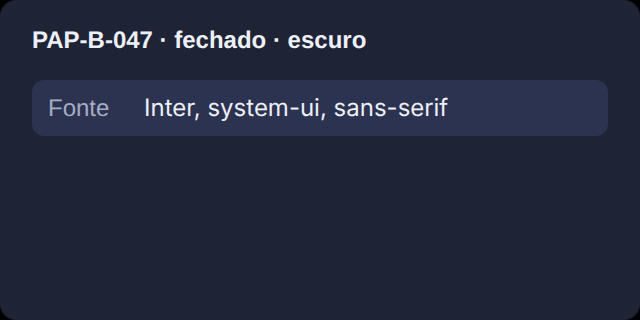 PAP-B-047 · fechado · escuro
Fonte Inter, system-ui, sans-serif